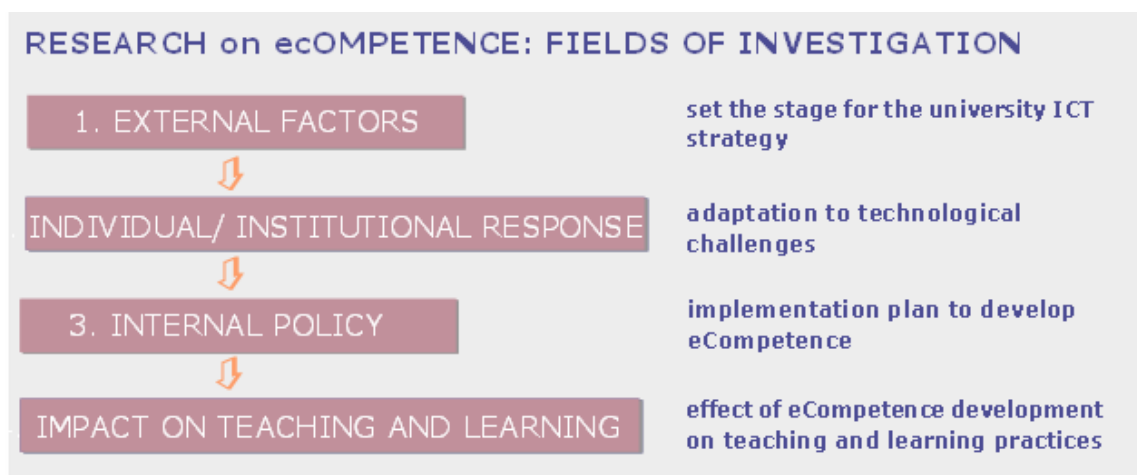 RESEARCH on ecOMPETENCE: FIELDS OF INVESTIGATION
1. EXTERNAL FACTORS
set the stage for the university ICT
strategy
INDIVIDUAL/ INSTITUTIONAL RESPONSE
adaptation to technological
challenges
3. INTERNAL POLICY
implementation plan to develop
eCompetence
IMPACT ON TEACHING AND LEARNING
effect of eCompetence development
on teaching and learning practices